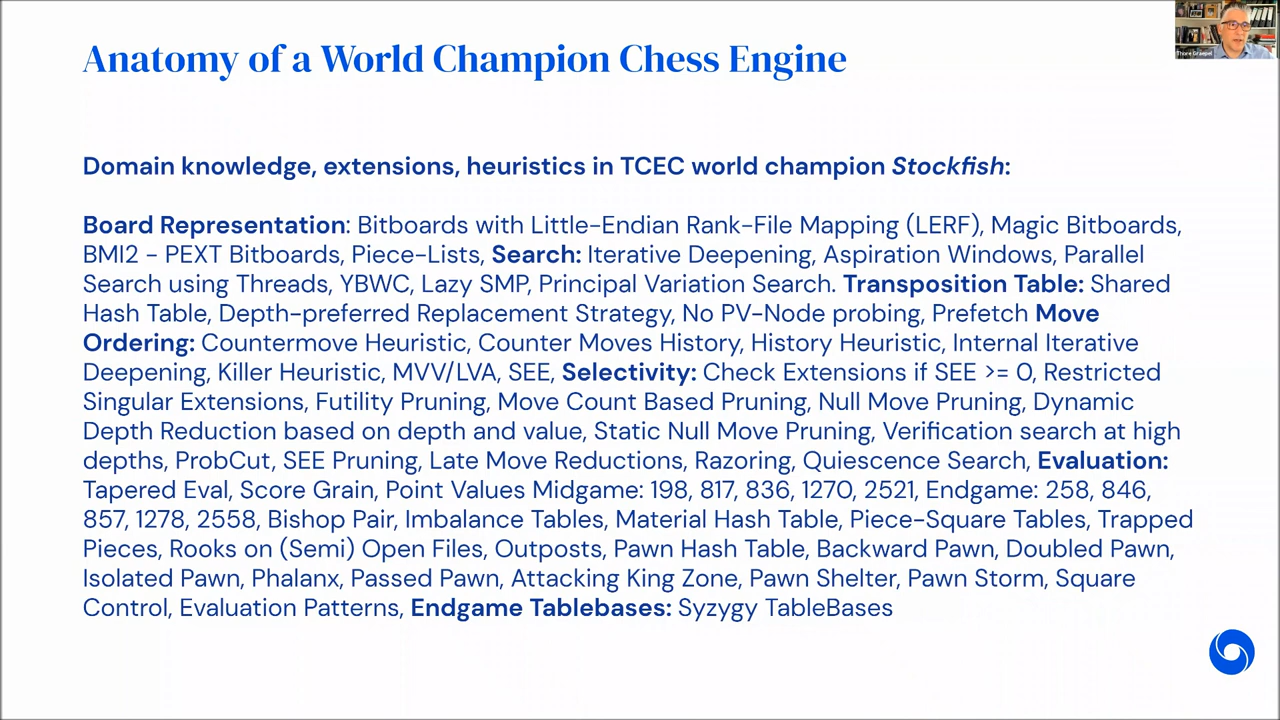 Anatomy of a World Champion Chess Engine
Thore Graepel
Domain knowledge, extensions, heuristics in TCEC world champion Stockfish:
Board Representation: Bitboards with Little-Endian Rank-File Mapping (LERF), Magic Bitboards,
BMI2 - PEXT Bitboards, Piece-Lists, Search: Iterative Deepening, Aspiration Windows, Parallel
Search using Threads, YBWC, Lazy SMP, Principal Variation Search. Transposition Table: Shared
Hash Table, Depth-preferred Replacement Strategy, No PV-Node probing, Prefetch Move
Ordering: Countermove Heuristic, Counter Moves History, History Heuristic, Internal Iterative
Deepening, Killer Heuristic, MVV/LVA, SEE, Selectivity: Check Extensions if SEE >= 0, Restricted
Singular Extensions, Futility Pruning, Move Count Based Pruning, Null Move Pruning, Dynamic
Depth Reduction based on depth and value, Static Null Move Pruning, Verification search at high
depths, ProbCut, SEE Pruning, Late Move Reductions, Razoring, Quiescence Search, Evaluation:
Tapered Eval, Score Grain, Point Values Midgame: 198, 817, 836, 1270, 2521, Endgame: 258, 846,
857, 1278, 2558, Bishop Pair, Imbalance Tables, Material Hash Table, Piece-Square Tables, Trapped
Pieces, Rooks on (Semi) Open Files, Outposts, Pawn Hash Table, Backward Pawn, Doubled Pawn,
Isolated Pawn, Phalanx, Passed Pawn, Attacking King Zone, Pawn Shelter, Pawn Storm, Square
Control, Evaluation Patterns, Endgame Tablebases: Syzygy TableBases